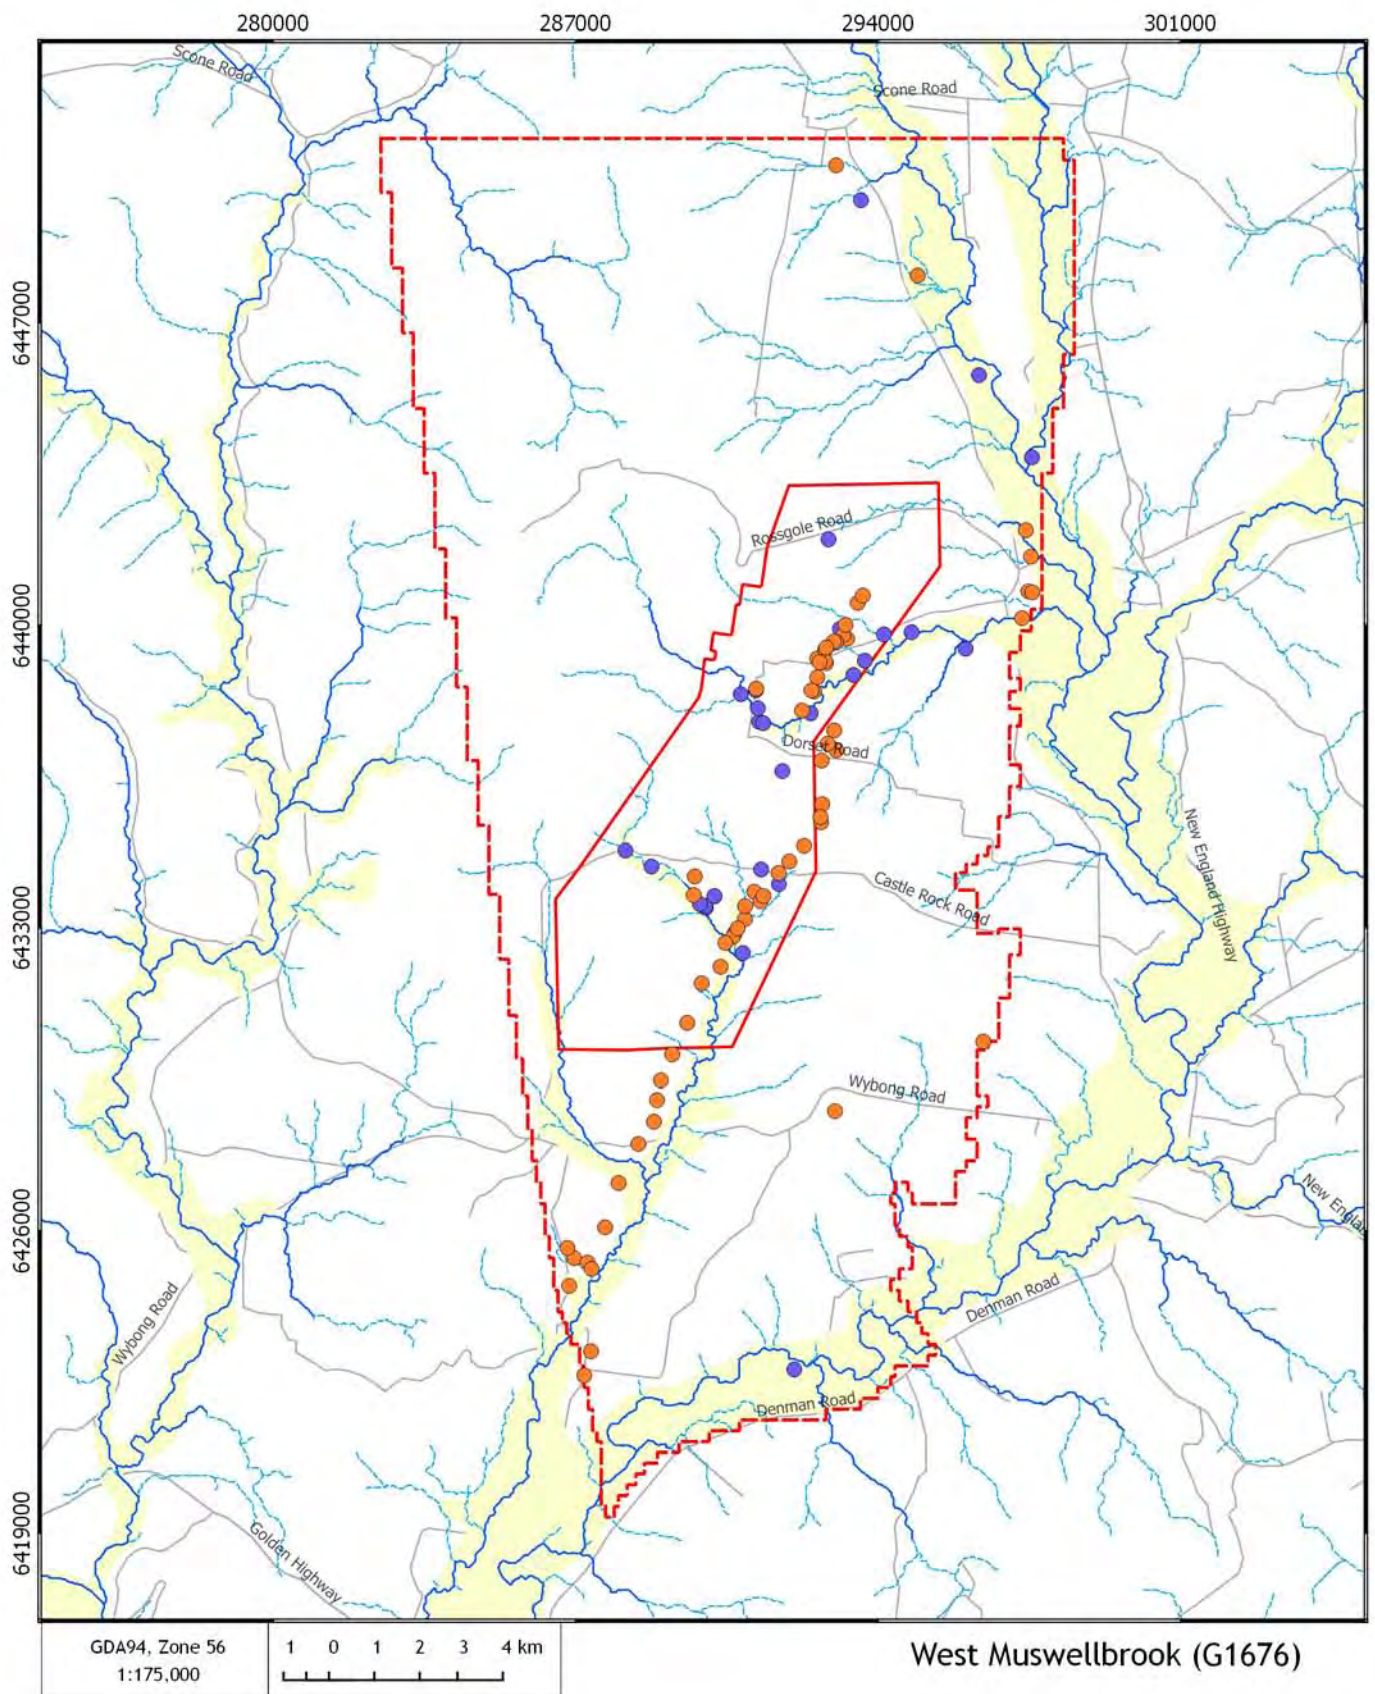 280000 287000 294000 301000
Scone Road
Scone Road
6447000
Rossgole Road
6440000
Dorset Road
New England Highway
Castle Rock Road
6433000
Wybong Road
New Englan
6426000
Denman Road
Wybong Road
Denman Road
6419000
Golden Highway
GDA94, Zone 56
1:175,000
1 0 1 2 3 4 km
West Muswellbrook (G1676)